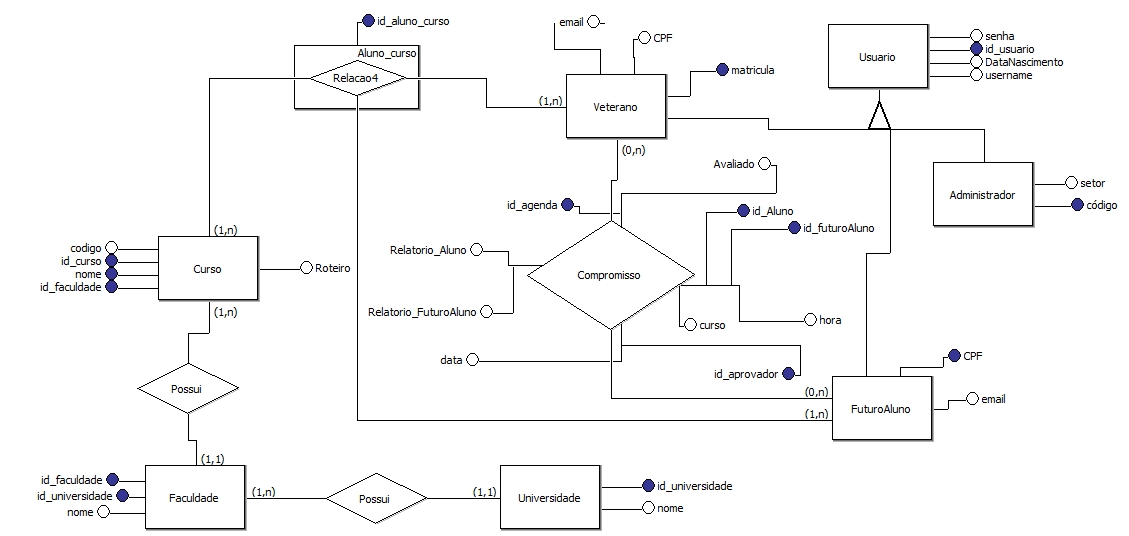 id_aluno_curso
email
CPF
Aluno_curso
Relacao4
matricula
(1,n)
Veterano
(0,n)
senha
id_usuario
DataNascimento
username
Usuario
Avaliado
id_agenda
id_Aluno
id_futuroAluno
Administrador
setor
código
(1,n)
codigo
id_curso
nome
id_faculdade
Curso
Roteiro
(1,n)
Relatorio_Aluno
Compromisso
Relatorio_FuturoAluno
curso
hora
data
id_aprovador
CPF
(0,n)
(1,n)
FuturoAluno
email
Possui
(1,1)
id_faculdade
id_universidade
nome
Faculdade
(1,n)
Possui
(1,1)
Universidade
id_universidade
nome